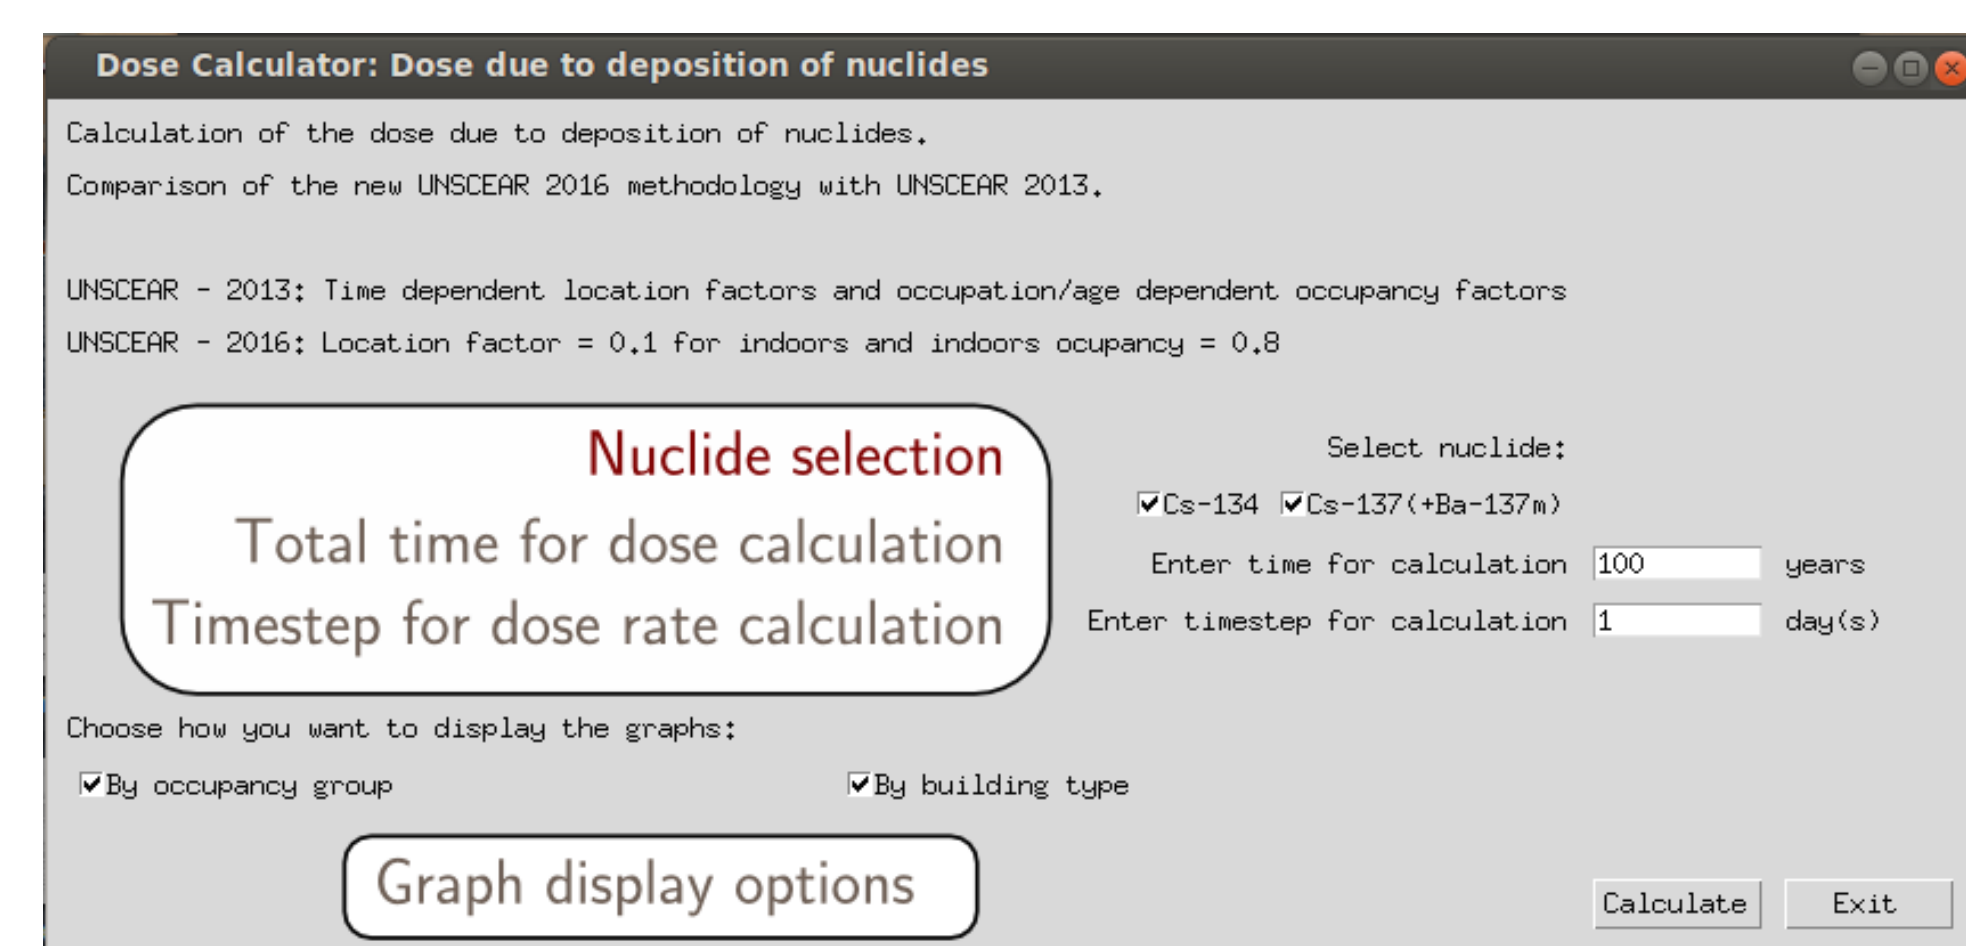 Dose Calculator: Dose due to deposition of nuclides
Calculation of the dose due to deposition of nuclides.
Comparison of the new UNSCEAR 2016 methodology with UNSCEAR 2013.
UNSCEAR - 2013: Time dependent location factors and occupation/age dependent occupancy factors
UNSCEAR - 2016: Location factor = 0.1 for indoors and indoors ocupancy = 0.8
Nuclide selection
Total time for dose calculation
Timestep for dose rate calculation
Select nuclide:
Cs-134 Cs-137(+Ba-137m)
Enter time for calculation 100 years
Enter timestep for calculation 1 day(s)
Choose how you want to display the graphs:
By occupancy group By building type
Graph display options
Calculate Exit